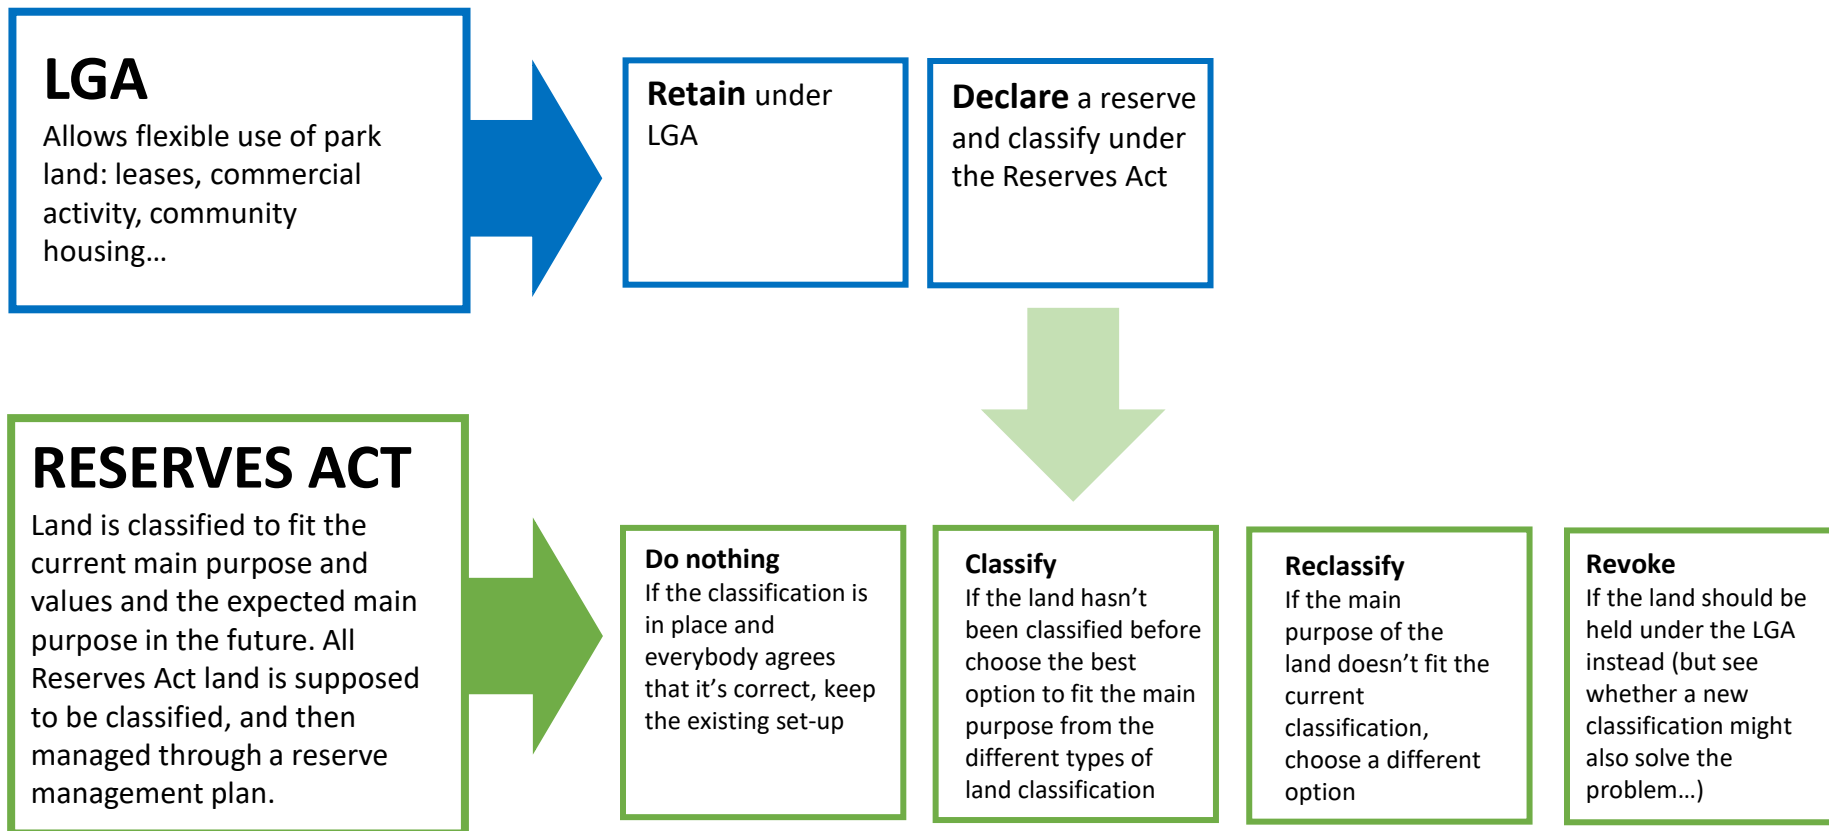 LGA
Allows flexible use of park
land: leases, commercial
activity, community
housing…
Retain under
LGA
Declare a reserve
and classify under
the Reserves Act
RESERVES ACT
Land is classified to fit the
current main purpose and
values and the expected main
purpose in the future. All
Reserves Act land is supposed
to be classified, and then
managed through a reserve
management plan.
Do nothing
If the classification is
in place and
everybody agrees
that it’s correct, keep
the existing set-up
Classify
If the land hasn’t
been classified before
choose the best
option to fit the main
purpose from the
different types of
land classification
Reclassify
If the main
purpose of the
land doesn’t fit the
current
classification,
choose a different
option
Revoke
If the land should be
held under the LGA
instead (but see
whether a new
classification might
also solve the
problem…)